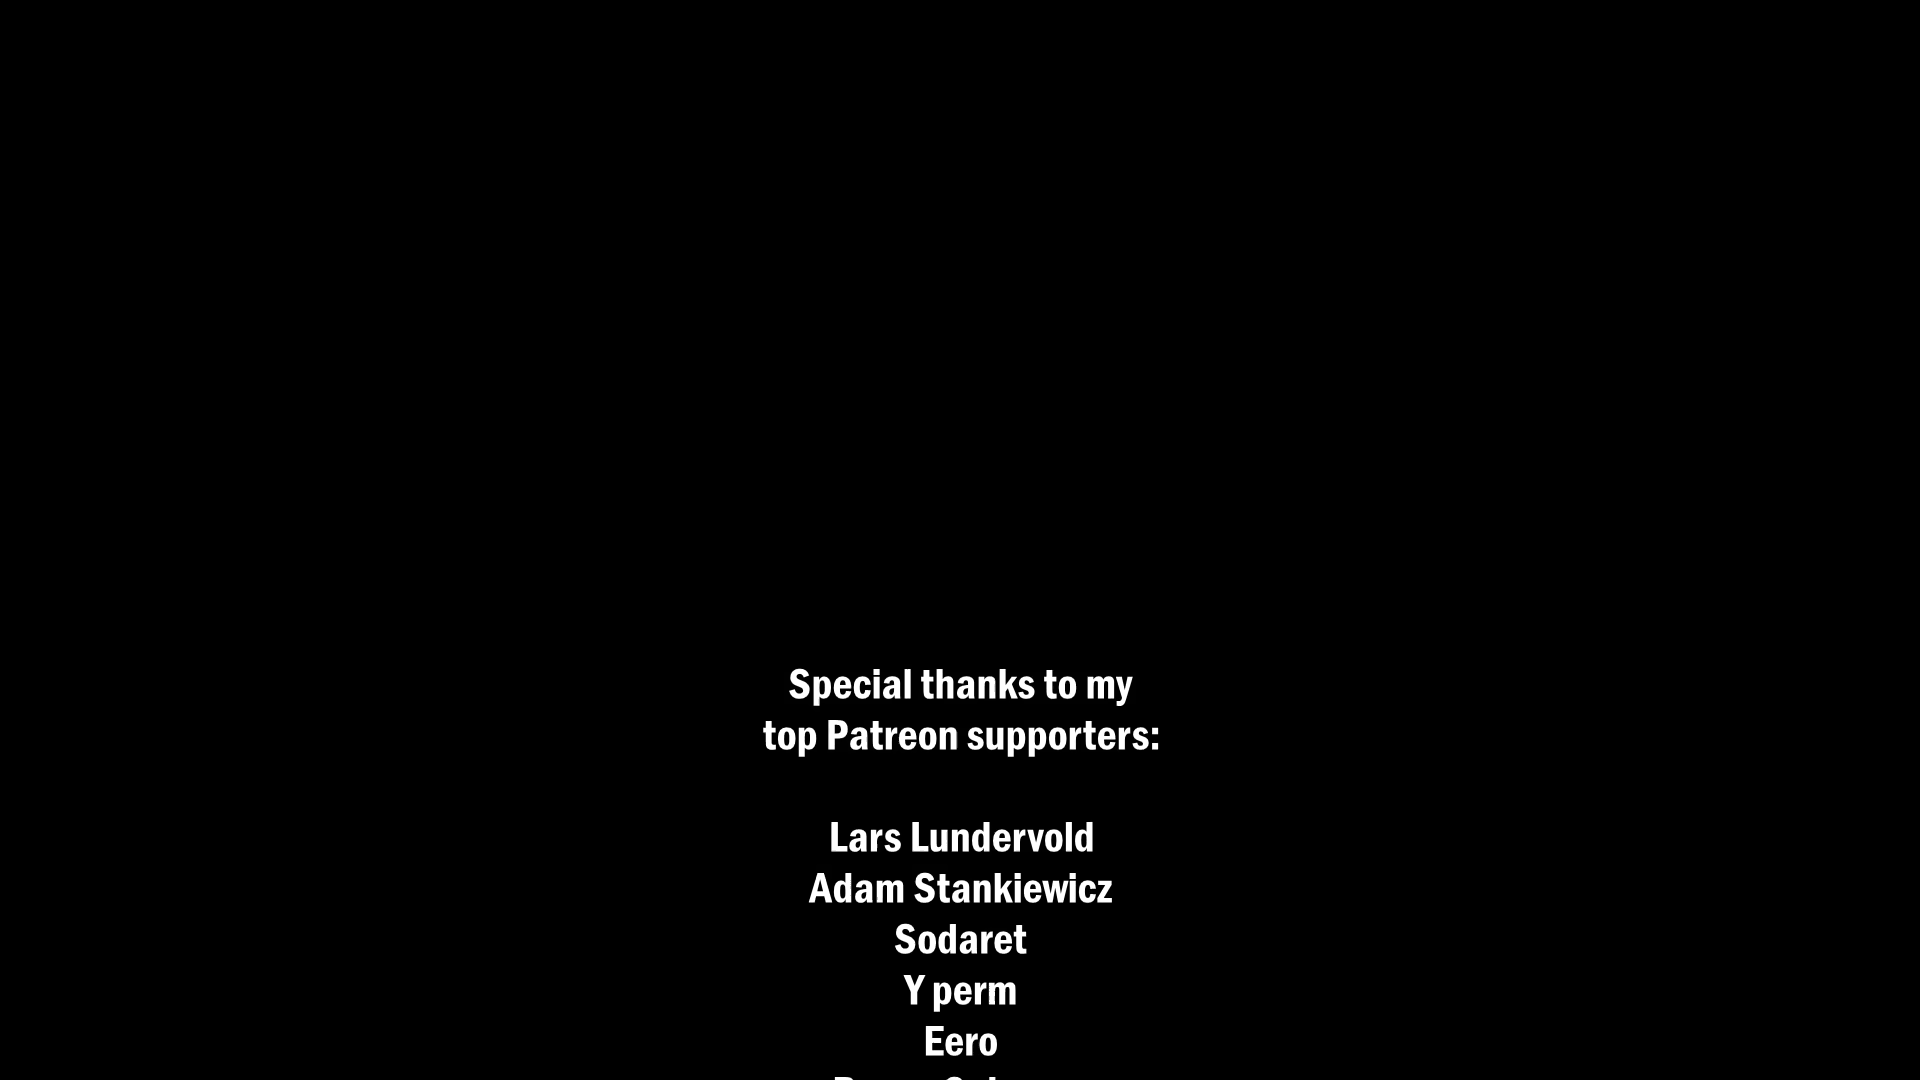 Special thanks to my
top Patreon supporters:
Lars Lundervold
Adam Stankiewicz
Sodaret
Y perm
Eero